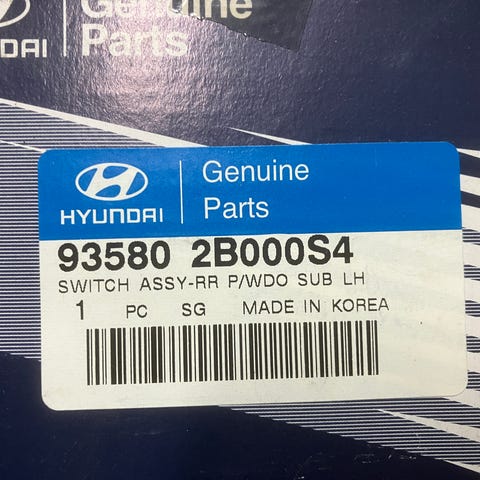 Genuine
DAI Parts
Genuine
HYUNDAI Parts
93580 2B000S4
SWITCH ASSY-RR P/WDO SUB LH
1 PC SG MADE IN KOREA